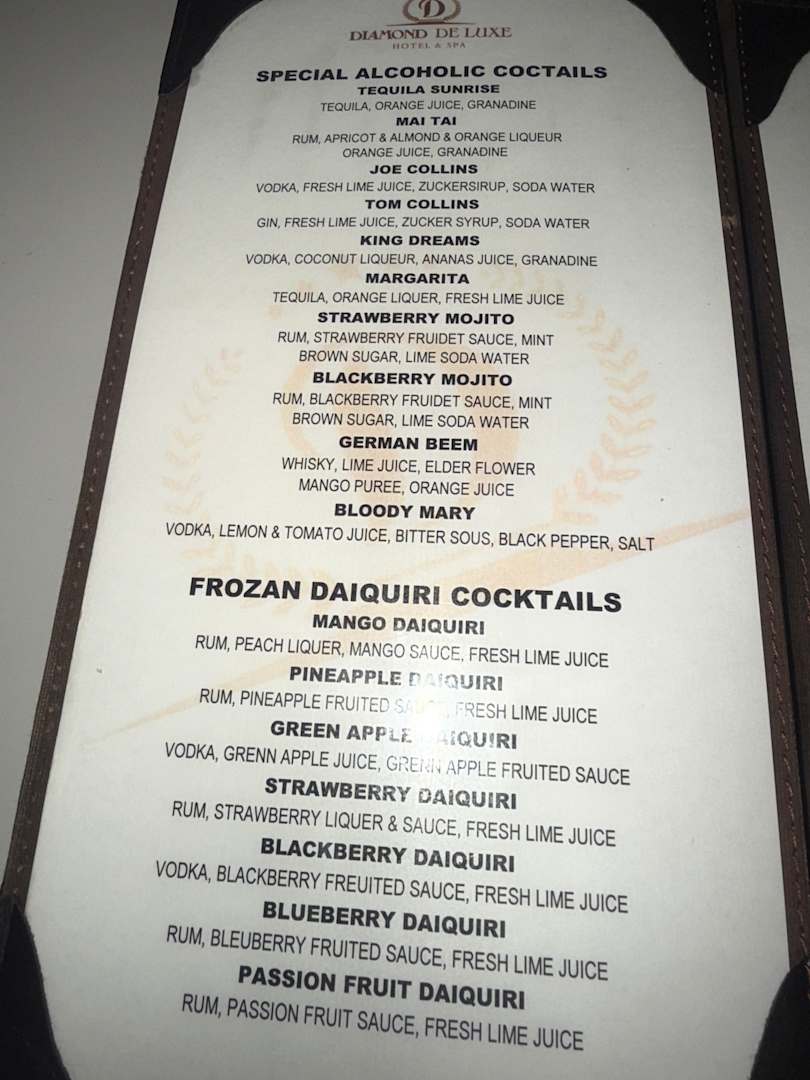 D
DIAMOND DE LUXE
HOTEL & SPA
SPECIAL ALCOHOLIC COCTAILS
TEQUILA SUNRISE
TEQUILA, ORANGE JUICE, GRANADINE
MAI TAI
RUM, APRICOT & ALMOND & ORANGE LIQUEUR
ORANGE JUICE, GRANADINE
JOE COLLINS
VODKA, FRESH LIME JUICE, ZUCKERSIRUP, SODA WATER
TOM COLLINS
GIN, FRESH LIME JUICE, ZUCKER SYRUP, SODA WATER
KING DREAMS
VODKA, COCONUT LIQUEUR, ANANAS JUICE, GRANADINE
MARGARITA
TEQUILA, ORANGE LIQUER, FRESH LIME JUICE
STRAWBERRY MOJITO
RUM, STRAWBERRY FRUIDET SAUCE, MINT
BROWN SUGAR, LIME SODA WATER
BLACKBERRY MOJITO
RUM, BLACKBERRY FRUIDET SAUCE, MINT
BROWN SUGAR, LIME SODA WATER
GERMAN BEEM
WHISKY, LIME JUICE, ELDER FLOWER
MANGO PUREE, ORANGE JUICE
BLOODY MARY
VODKA, LEMON & TOMATO JUICE, BITTER SOUS, BLACK PEPPER, SALT
FROZAN DAIQUIRI COCKTAILS
MANGO DAIQUIRI
RUM, PEACH LIQUER, MANGO SAUCE, FRESH LIME JUICE
PINEAPPLE DAIQUIRI
RUM, PINEAPPLE FRUITED SAUCE, FRESH LIME JUICE
GREEN APPLE DAIQUIRI
VODKA, GRENN APPLE JUICE, GRENN APPLE FRUITED SAUCE
STRAWBERRY DAIQUIRI
RUM, STRAWBERRY LIQUER & SAUCE, FRESH LIME JUICE
BLACKBERRY DAIQUIRI
VODKA, BLACKBERRY FREUITED SAUCE, FRESH LIME JUICE
BLUEBERRY DAIQUIRI
RUM, BLEUBERRY FRUITED SAUCE, FRESH LIME JUICE
PASSION FRUIT DAIQUIRI
RUM, PASSION FRUIT SAUCE, FRESH LIME JUICE